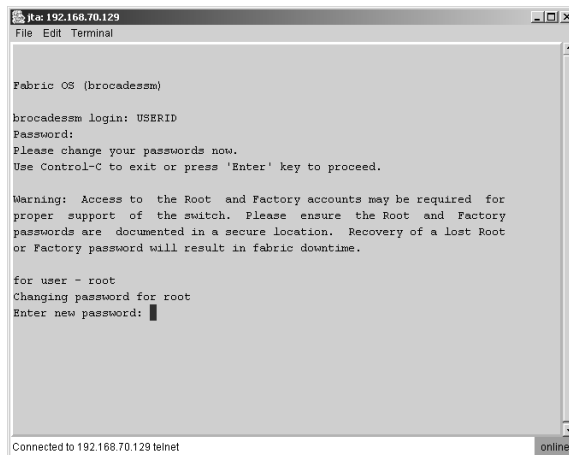 jta: 192.168.70.129
File Edit Terminal
Fabric OS (brocadessm)
brocadessm login: USERID
Password:
Please change your passwords now.
Use Control-C to exit or press 'Enter' key to proceed.
Warning: Access to the Root and Factory accounts may be required for
proper support of the switch. Please ensure the Root and Factory
passwords are documented in a secure location. Recovery of a lost Root
or Factory password will result in fabric downtime.
for user - root
Changing password for root
Enter new password:
Connected to 192.168.70.129 telnet
online